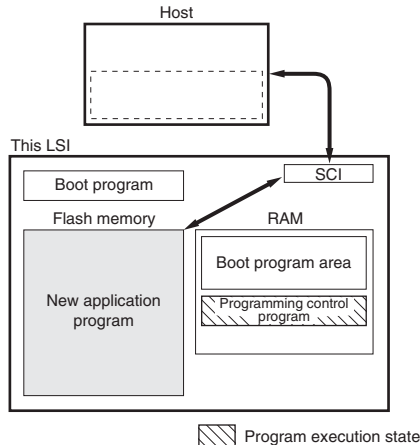 Host
This LSI
SCI
Boot program
Flash memory
RAM
Boot program area
New application
program
Programming control
program
Program execution state